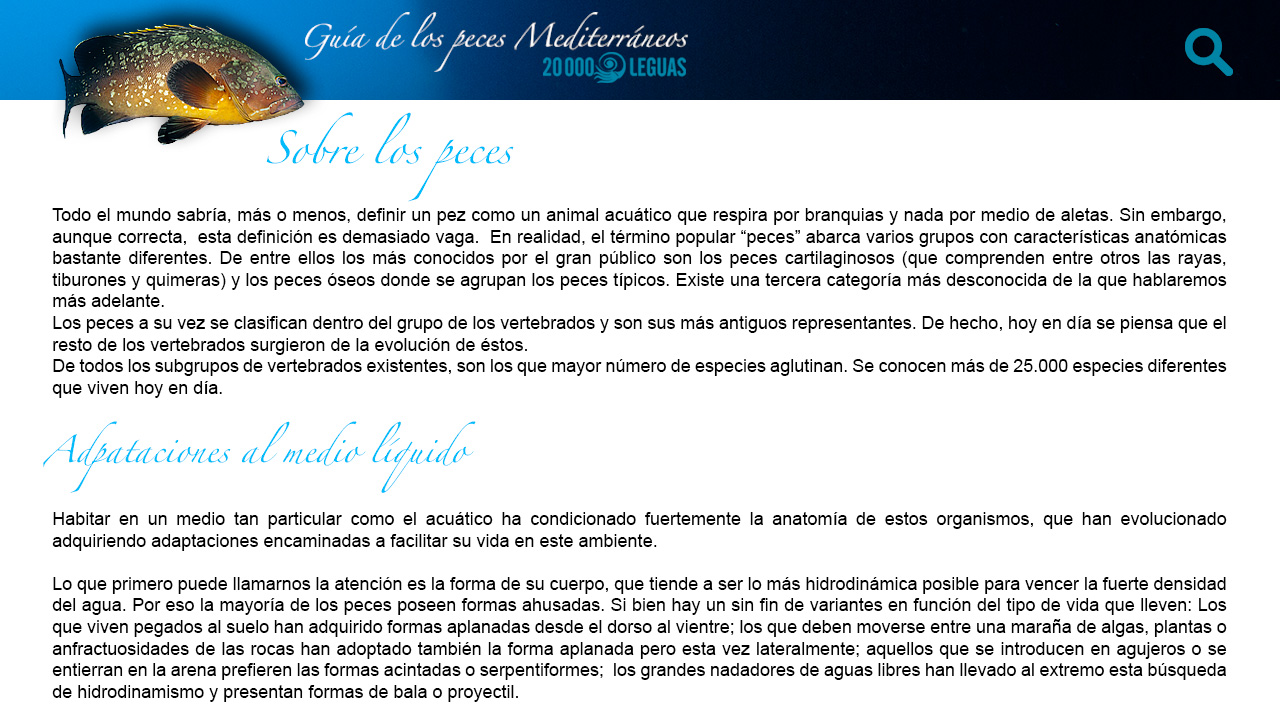 Guía de los peces Mediterráneos
20000 LEGUAS
Sobre los peces
Todo el mundo sabría, más o menos, definir un pez como un animal acuático que respira por branquias y nada por medio de aletas. Sin embargo,
aunque correcta,  esta definición es demasiado vaga.  En realidad, el término popular “peces” abarca varios grupos con características anatómicas
bastante diferentes. De entre ellos los más conocidos por el gran público son los peces cartilaginosos (que comprenden entre otros las rayas,
tiburones y quimeras) y los peces óseos donde se agrupan los peces típicos. Existe una tercera categoría más desconocida de la que hablaremos
más adelante.
Los peces a su vez se clasifican dentro del grupo de los vertebrados y son sus más antiguos representantes. De hecho, hoy en día se piensa que el
resto de los vertebrados surgieron de la evolución de éstos.
De todos los subgrupos de vertebrados existentes, son los que mayor número de especies aglutinan. Se conocen más de 25.000 especies diferentes
que viven hoy en día.
Adpataciones al medio líquido
Habitar en un medio tan particular como el acuático ha condicionado fuertemente la anatomía de estos organismos, que han evolucionado
adquiriendo adaptaciones encaminadas a facilitar su vida en este ambiente.
Lo que primero puede llamarnos la atención es la forma de su cuerpo, que tiende a ser lo más hidrodinámica posible para vencer la fuerte densidad
del agua. Por eso la mayoría de los peces poseen formas ahusadas. Si bien hay un sin fin de variantes en función del tipo de vida que lleven: Los
que viven pegados al suelo han adquirido formas aplanadas desde el dorso al vientre; los que deben moverse entre una maraña de algas, plantas o
anfractuosidades de las rocas han adoptado también la forma aplanada pero esta vez lateralmente; aquellos que se introducen en agujeros o se
entierran en la arena prefieren las formas acintadas o serpentiformes;  los grandes nadadores de aguas libres han llevado al extremo esta búsqueda
de hidrodinamismo y presentan formas de bala o proyectil.